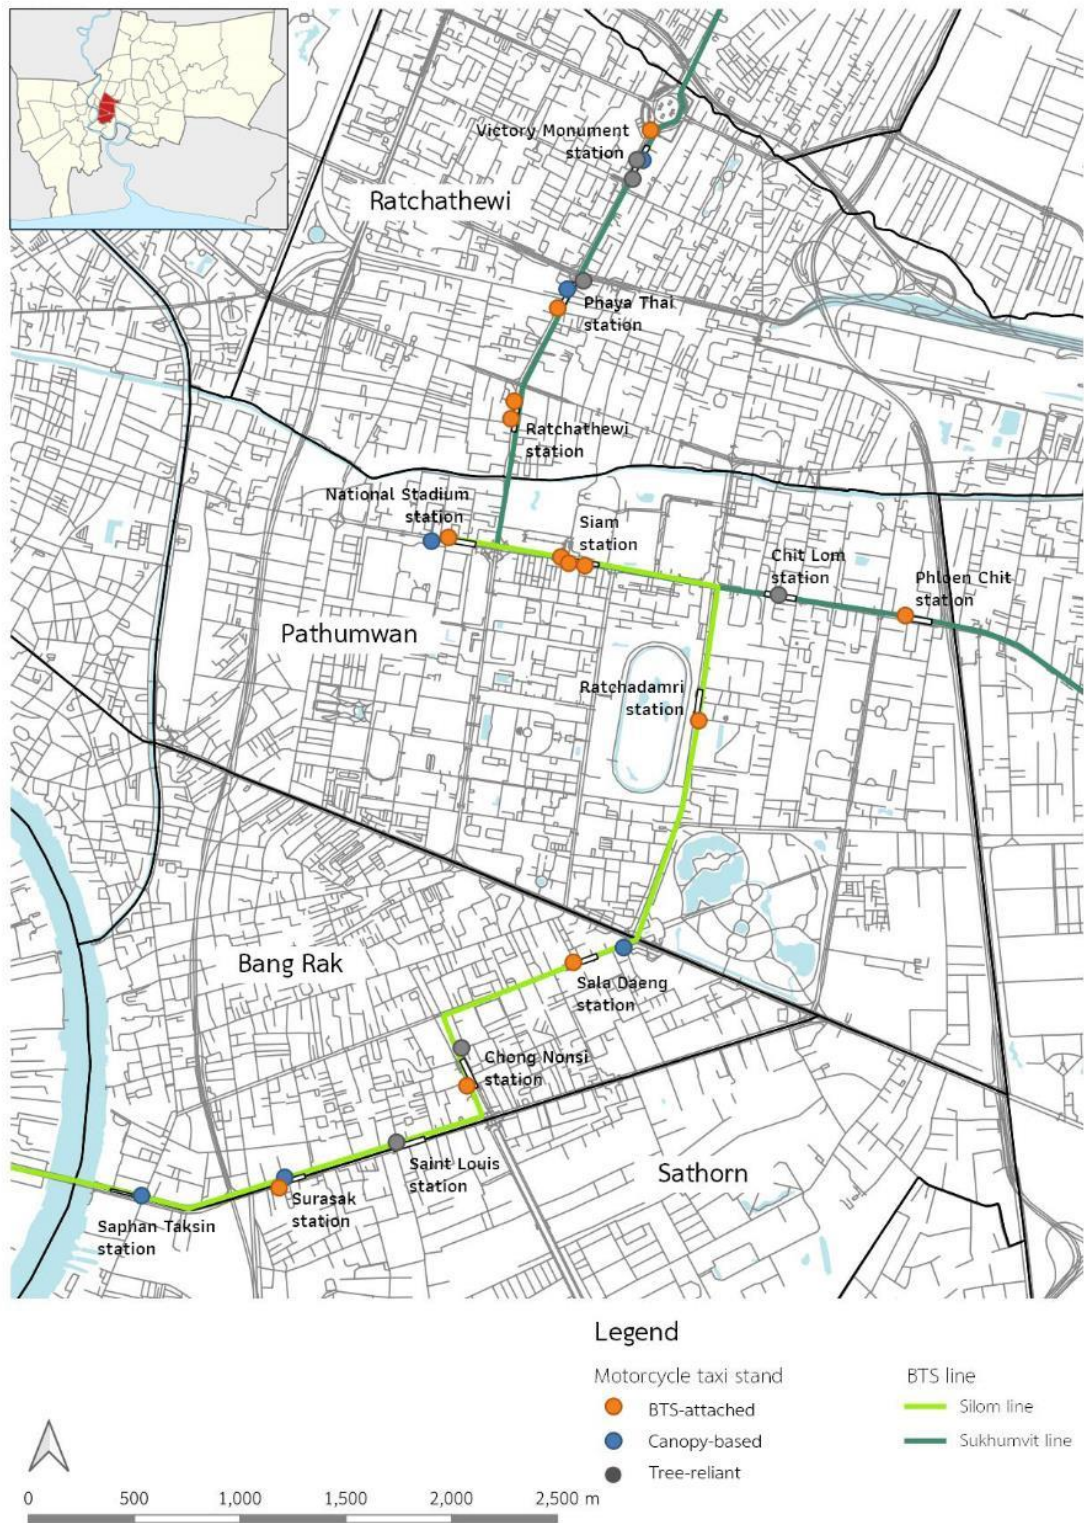 Victory Monument
station
Ratchathewi
Phaya Thai
station
Ratchathewi
station
National Stadium
station
Siam
station
Chit Lom
station
Phloen Chit
station
Pathumwan
Ratchadamri
station
Bang Rak
Sala Daeng
station
Chong Nonsi
station
Saint Louis
station
Sathorn
Surasak
station
Saphan Taksin
station
Legend
Motorcycle taxi stand
BTS-attached
Canopy-based
Tree-reliant
BTS line
Silom line
Sukhumvit line
0 500 1,000 1,500 2,000 2,500 m